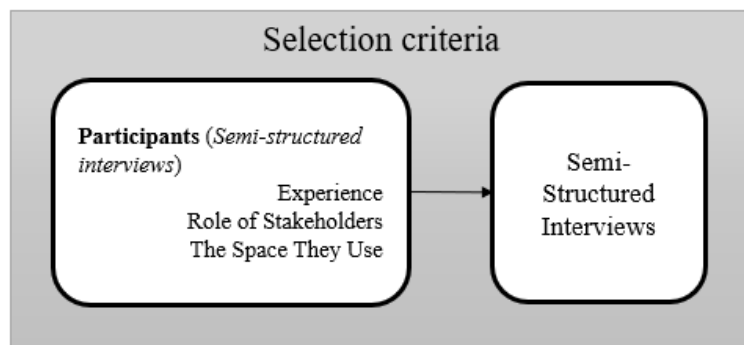 Selection criteria
Participants (Semi-structured
interviews)
Experience
Role of Stakeholders
The Space They Use
Semi-
Structured
Interviews